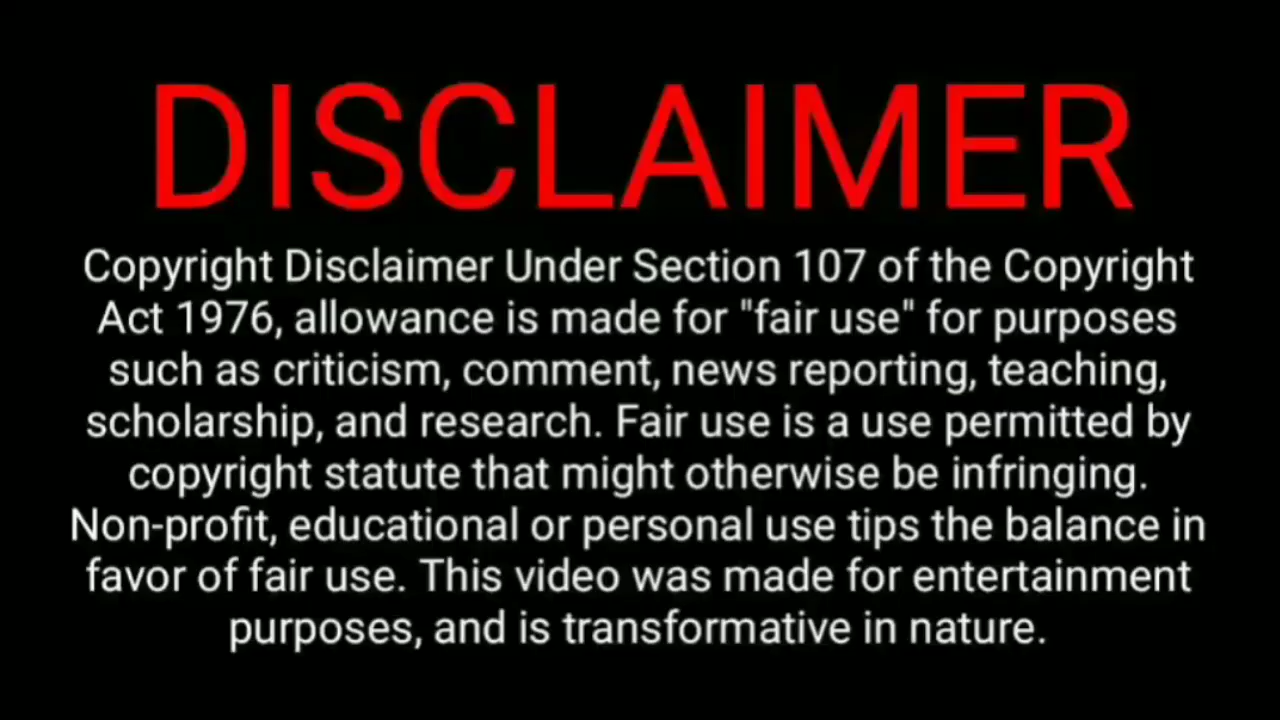 DISCLAIMER
Copyright Disclaimer Under Section 107 of the Copyright
Act 1976, allowance is made for "fair use" for purposes
such as criticism, comment, news reporting, teaching,
scholarship, and research. Fair use is a use permitted by
copyright statute that might otherwise be infringing.
Non-profit, educational or personal use tips the balance in
favor of fair use. This video was made for entertainment
purposes, and is transformative in nature.